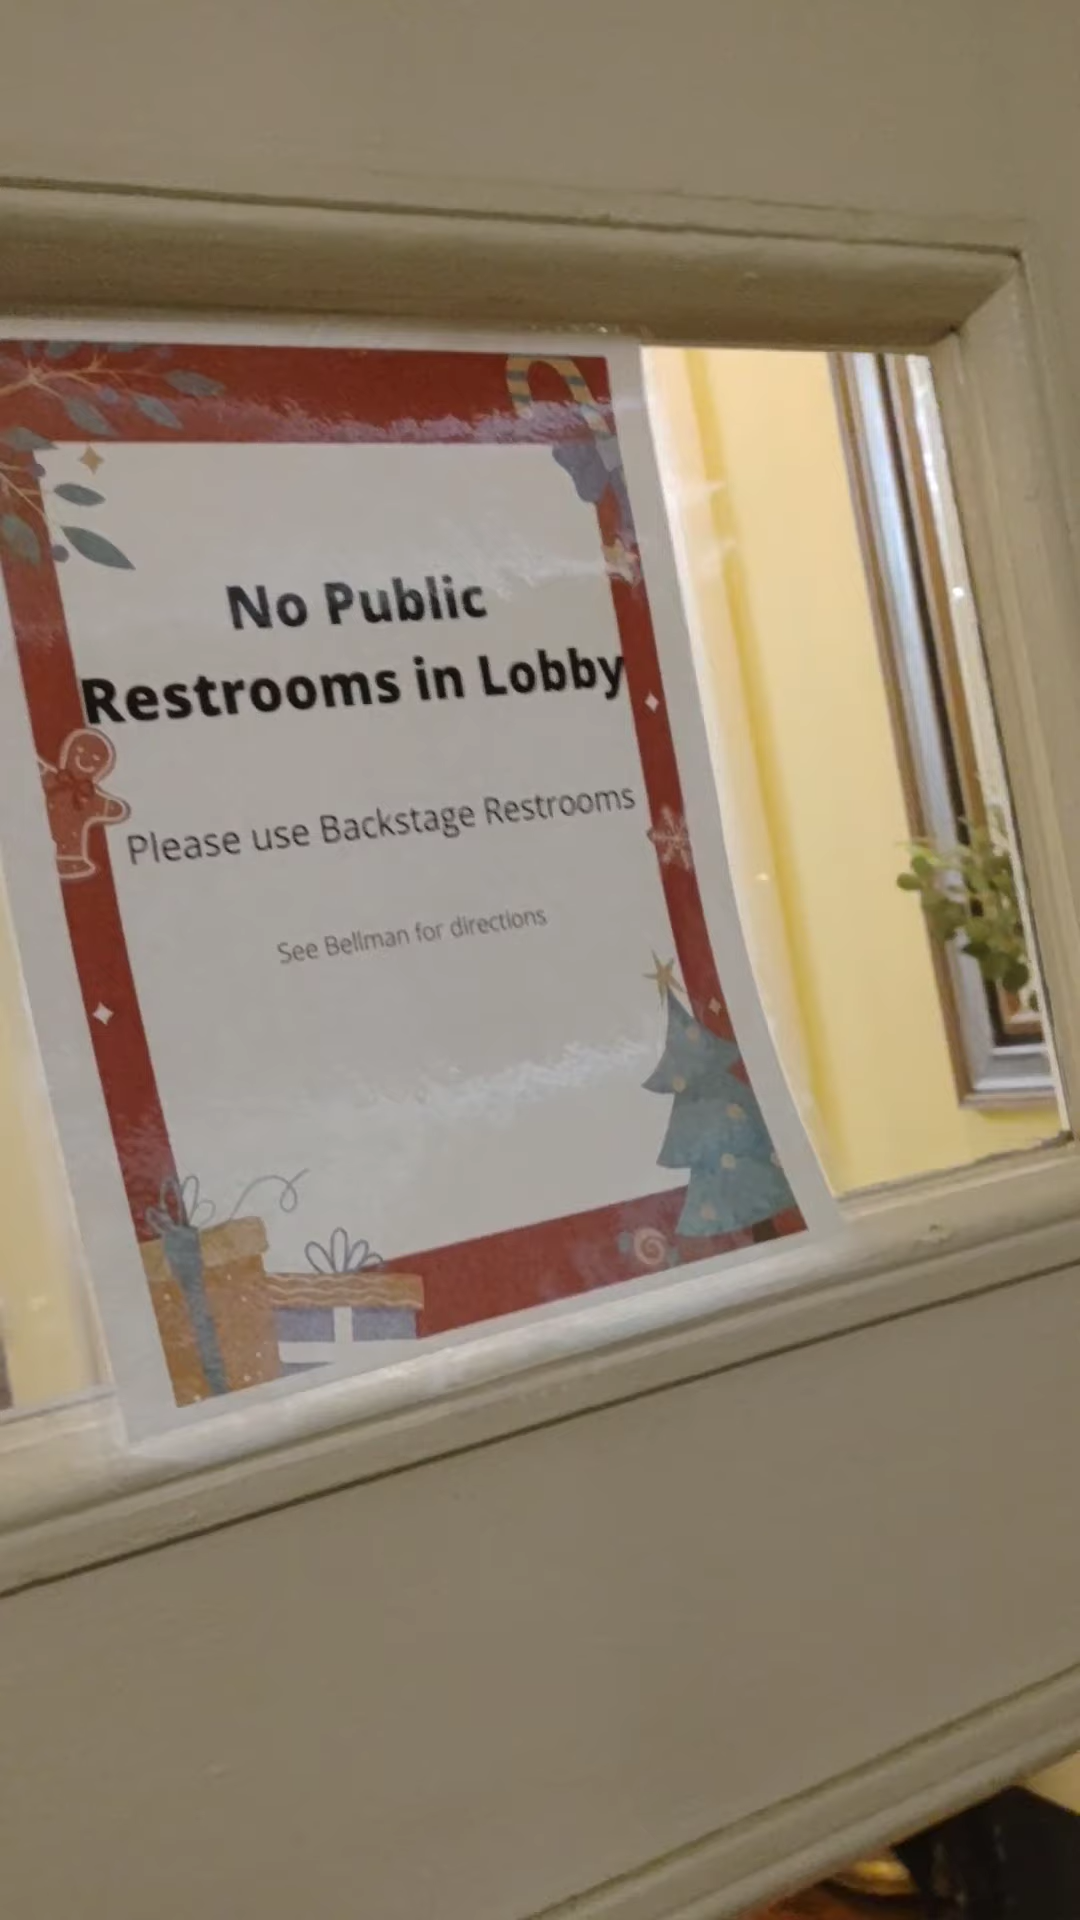 No Public
Restrooms in Lobby
Please use Backstage Restrooms
See Bellman for directions